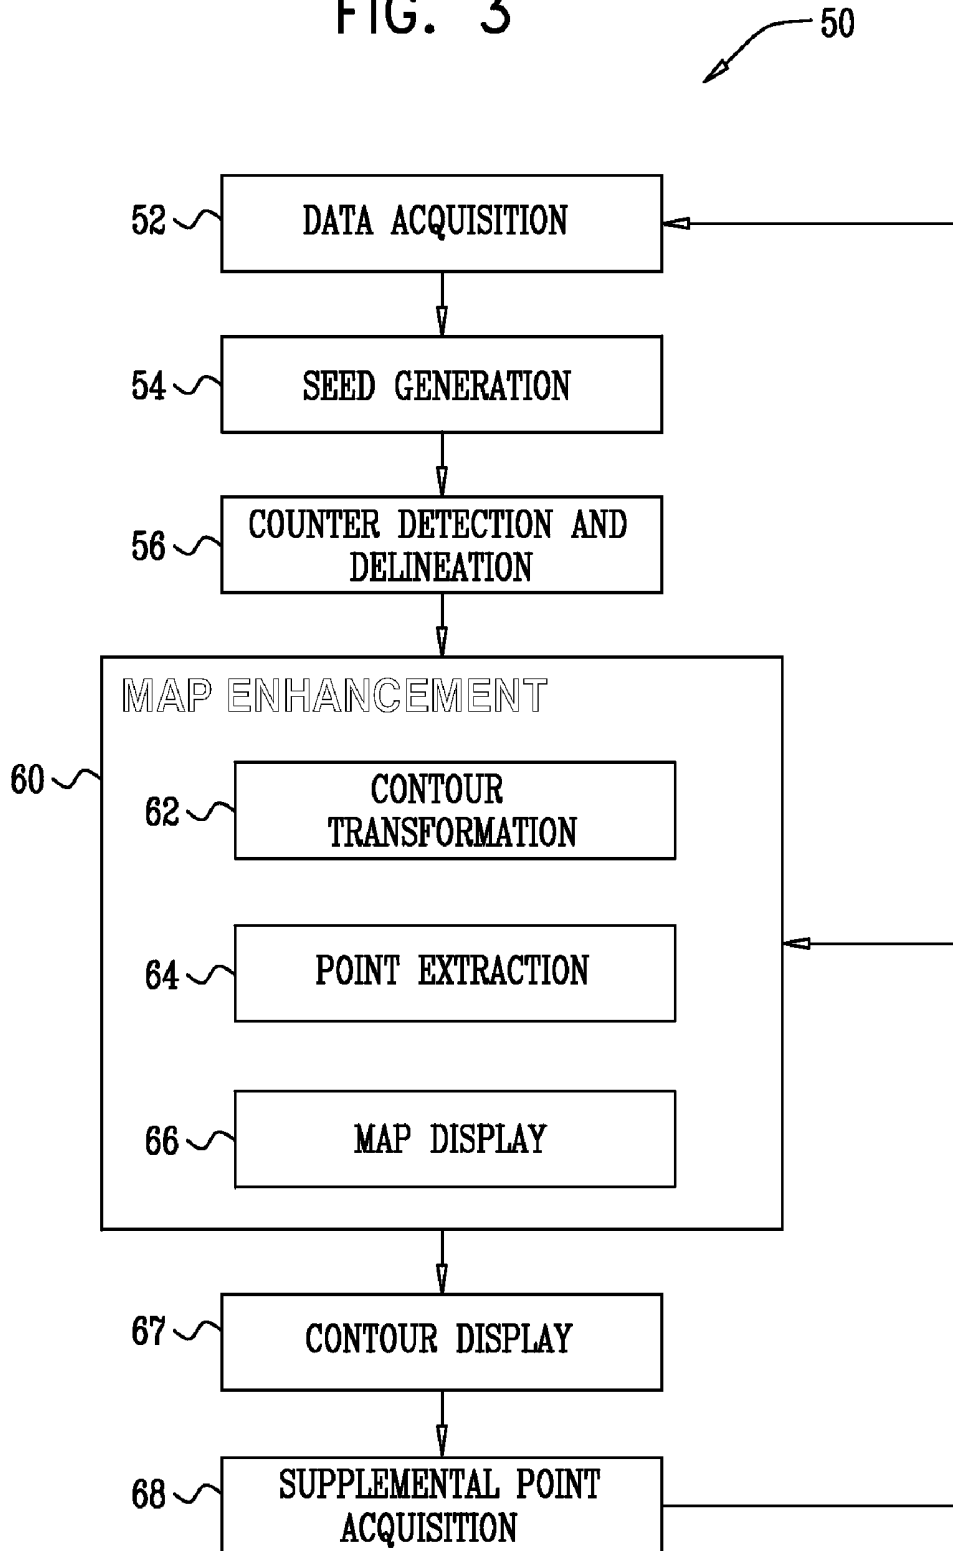 FIG. 3
50
52
DATA ACQUISITION
54
SEED GENERATION
56
COUNTER DETECTION AND
DELINEATION
MAP ENHANCEMENT
60
62
CONTOUR
TRANSFORMATION
64
POINT EXTRACTION
66
MAP DISPLAY
67
CONTOUR DISPLAY
68
SUPPLEMENTAL POINT
ACQUISITION